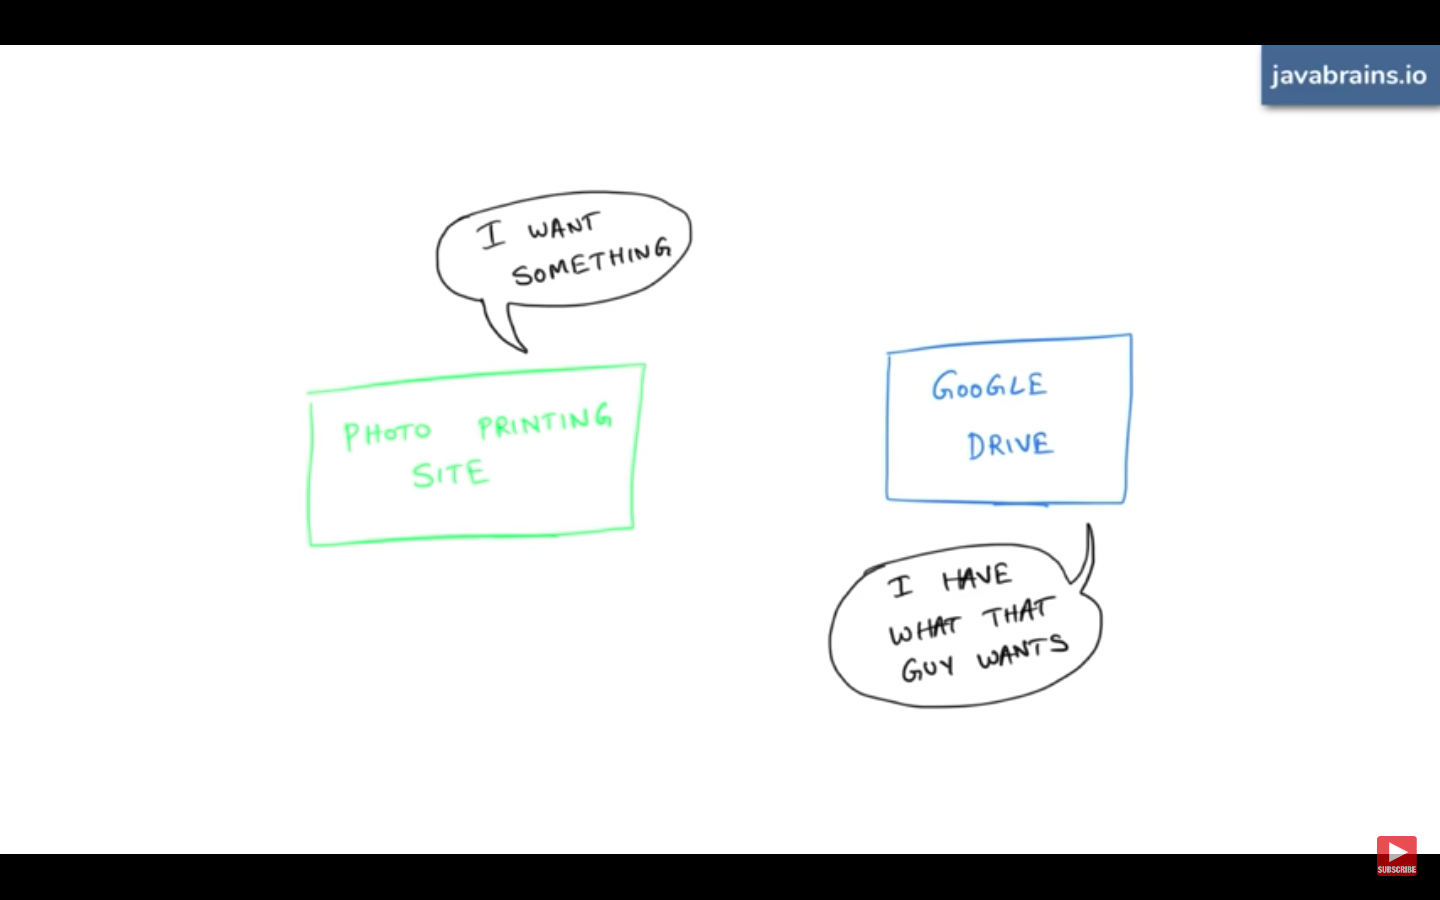 javabrains.io
I WANT
SOMETHING
PHOTO PRINTING
SITE
GOOGLE
DRIVE
I HAVE
WHAT THAT
GUY WANTS
SUBSCRIBE